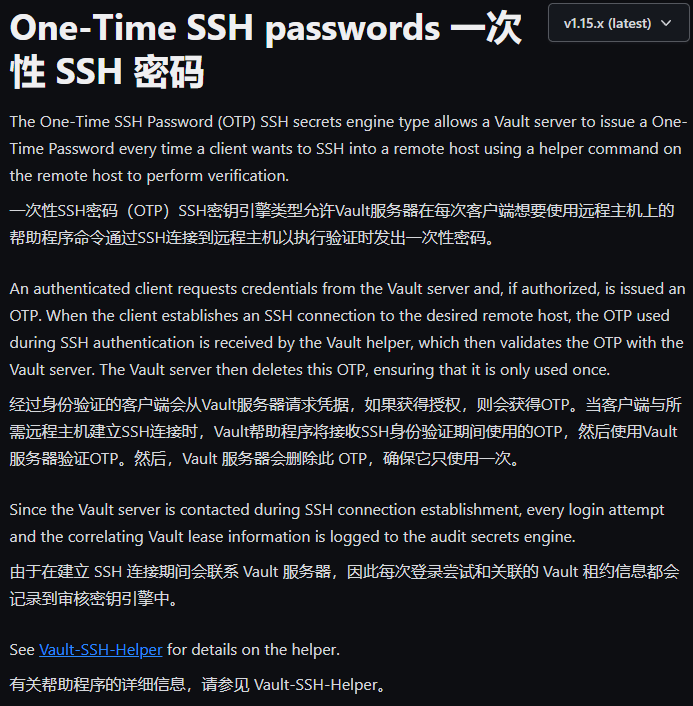 One-Time SSH passwords 一次
性 SSH 密码
v1.15.x (latest)
The One-Time SSH Password (OTP) SSH secrets engine type allows a Vault server to issue a One-
Time Password every time a client wants to SSH into a remote host using a helper command on
the remote host to perform verification.
一次性SSH密码（OTP）SSH密钥引擎类型允许Vault服务器在每次客户端想要使用远程主机上的
帮助程序命令通过SSH连接到远程主机以执行验证时发出一次性密码。
An authenticated client requests credentials from the Vault server and, if authorized, is issued an
OTP. When the client establishes an SSH connection to the desired remote host, the OTP used
during SSH authentication is received by the Vault helper, which then validates the OTP with the
Vault server. The Vault server then deletes this OTP, ensuring that it is only used once.
经过身份验证的客户端会从Vault服务器请求凭据，如果获得授权，则会获得OTP。当客户端与所
需远程主机建立SSH连接时，Vault帮助程序将接收SSH身份验证期间使用的OTP，然后使用Vault
服务器验证OTP。然后，Vault 服务器会删除此 OTP，确保它只使用一次。
Since the Vault server is contacted during SSH connection establishment, every login attempt
and the correlating Vault lease information is logged to the audit secrets engine.
由于在建立 SSH 连接期间会联系 Vault 服务器，因此每次登录尝试和关联的 Vault 租约信息都会
记录到审核密钥引擎中。
See Vault-SSH-Helper for details on the helper.
有关帮助程序的详细信息，请参见 Vault-SSH-Helper。